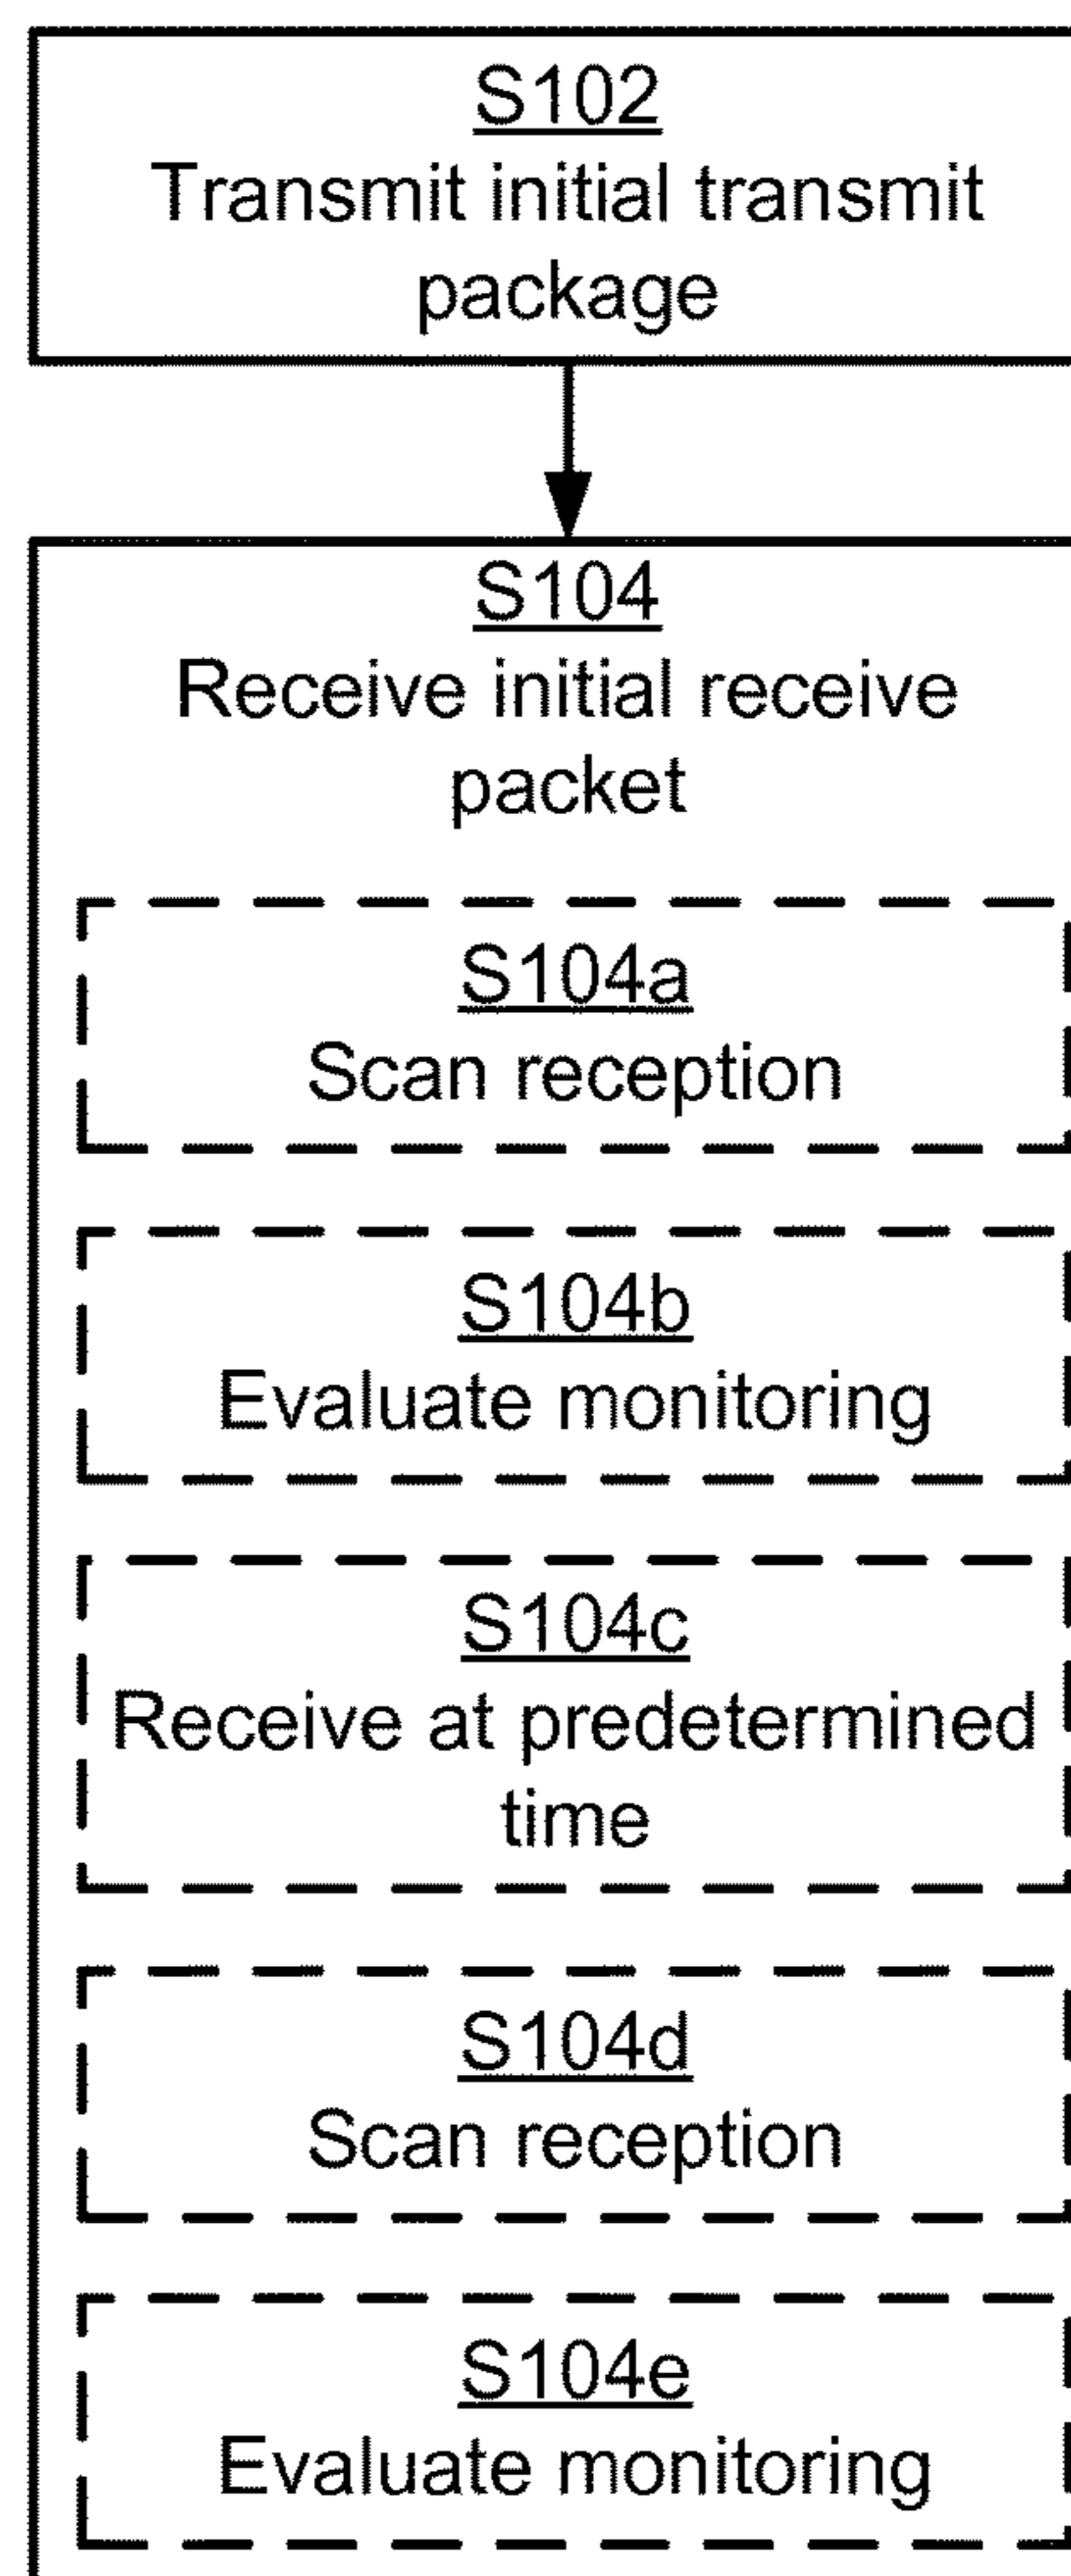 S102
Transmit initial transmit
package
S104
Receive initial receive
packet
S104a
Scan reception
S104b
Evaluate monitoring
S104c
Receive at predetermined
time
S104d
Scan reception
S104e
Evaluate monitoring